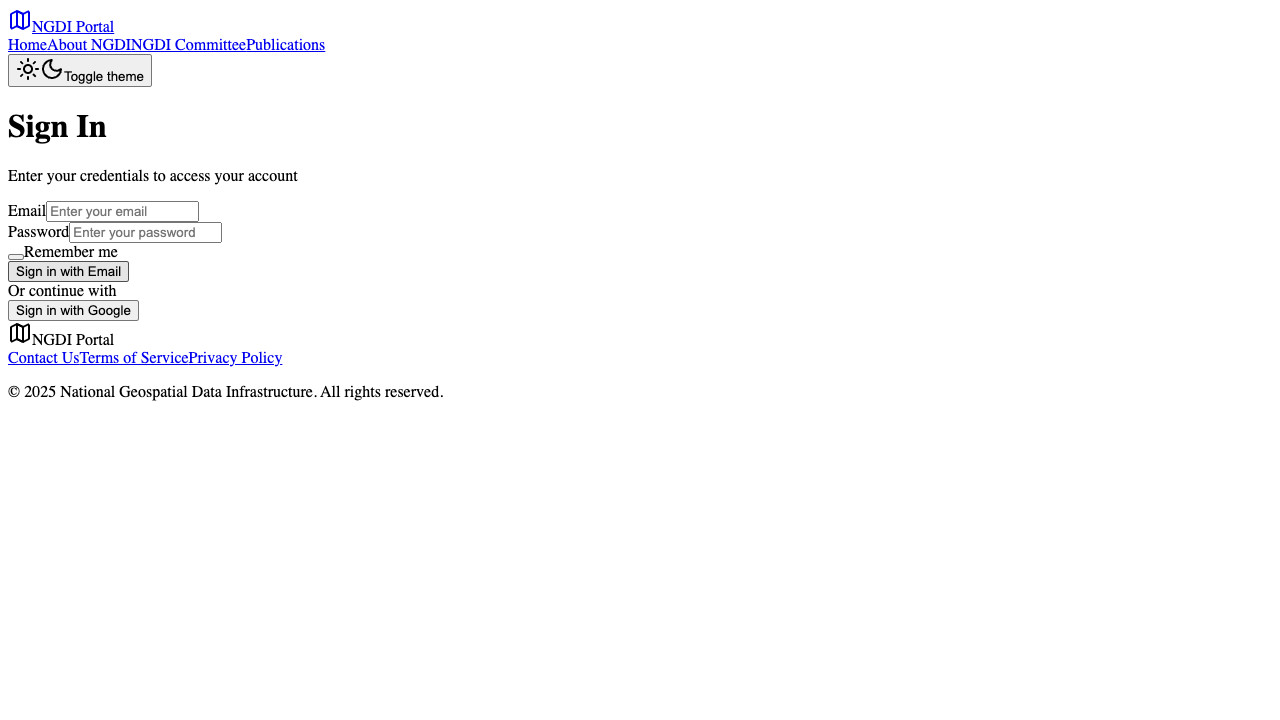 NGDI Portal
HomeAbout NGDINGDI CommitteePublications
Toggle theme
Sign In
Enter your credentials to access your account
Email Enter your email
Password Enter your password
Remember me
Sign in with Email
Or continue with
Sign in with Google
NGDI Portal
Contact UsTerms of ServicePrivacy Policy
© 2025 National Geospatial Data Infrastructure. All rights reserved.